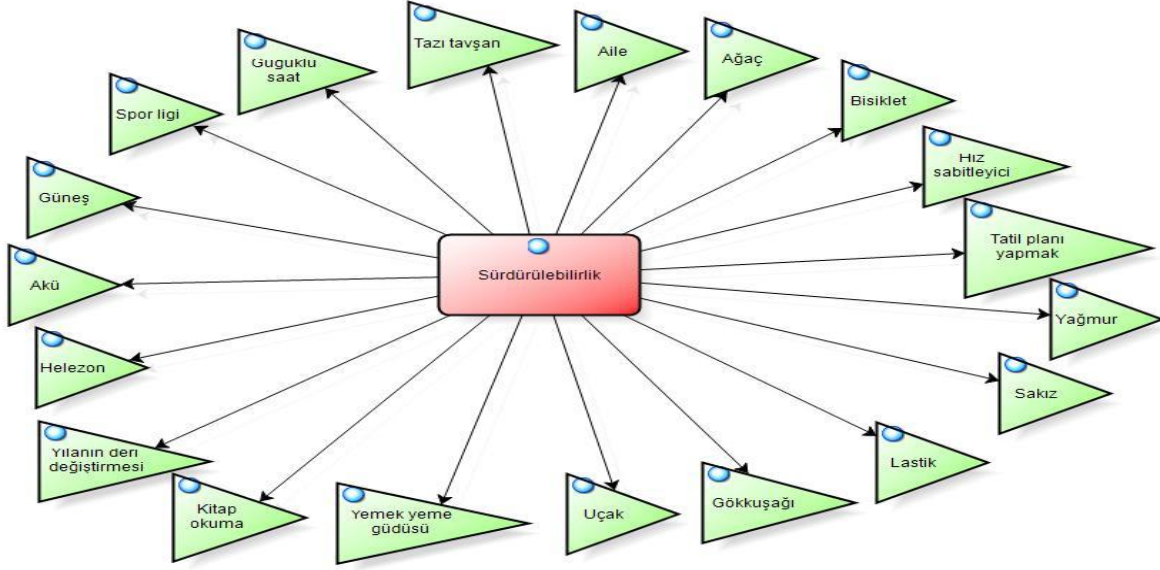 Tazı tavşan
Aile
Ağaç
Guguklu
saat
Bisiklet
Spor ligi
Hız
sabitleyici
Güneş
Tatil planı
yapmak
Sürdürülebilirlik
Akü
Yağmur
Helezon
Sakız
Yılanın deri
değiştirmesi
Lastik
Kitap
okuma
Yemek yeme
güdüsü
Uçak
Gökkuşağı